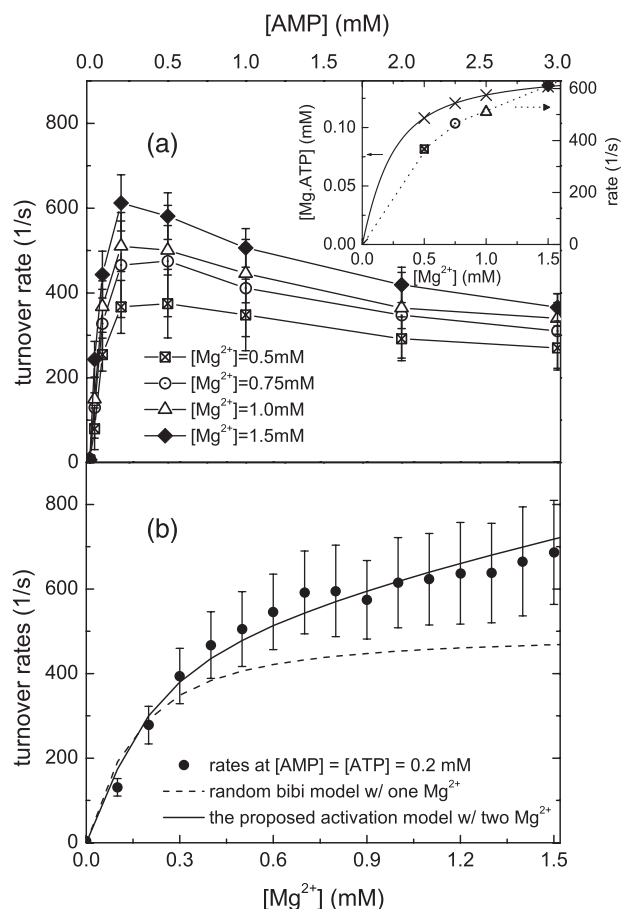 [AMP] (mM)
0.0 0.5 1.0 1.5 2.0 2.5 3.0
800
600
400
200
0
turnover rate (1/s)
(a)
[Mg²⁺]=0.5mM
[Mg²⁺]=0.75mM
[Mg²⁺]=1.0mM
[Mg²⁺]=1.5mM
[Mg.ATP] (mM)
0.10
0.05
0.00
600
400
200
0
rate (1/s)
0.0 0.5 1.0 1.5
[Mg²⁺] (mM)
(b)
800
600
400
200
0
turnover rates (1/s)
rates at [AMP] = [ATP] = 0.2 mM
random bibi model w/ one Mg²⁺
the proposed activation model w/ two Mg²⁺
0.0 0.3 0.6 0.9 1.2 1.5
[Mg²⁺] (mM)